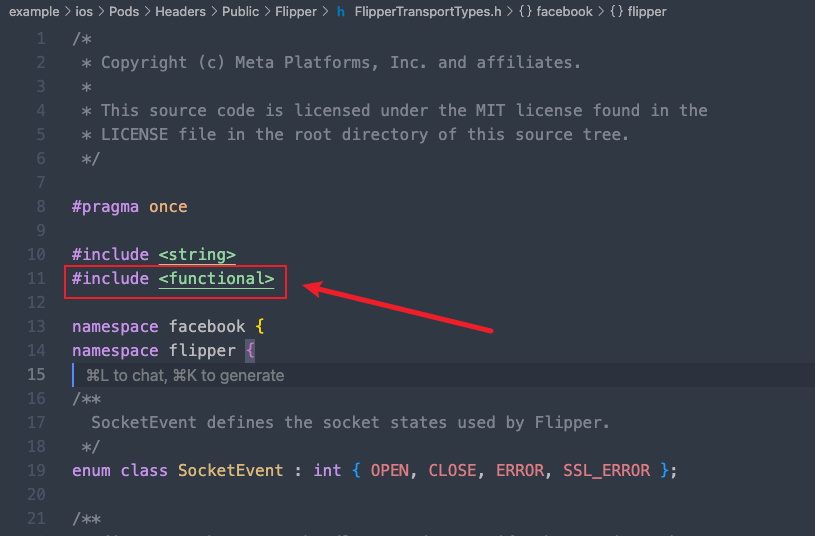 example > ios > Pods > Headers > Public > Flipper > h FlipperTransportTypes.h > {} facebook > {} flipper
1 /*
2 * Copyright (c) Meta Platforms, Inc. and affiliates.
3 *
4 * This source code is licensed under the MIT license found in the
5 * LICENSE file in the root directory of this source tree.
6 */
7
8 #pragma once
9
10 #include <string>
11 #include <functional>
12
13 namespace facebook {
14 namespace flipper {
15 ⌘L to chat, ⌘K to generate
16 /**
17 SocketEvent defines the socket states used by Flipper.
18 */
19 enum class SocketEvent : int { OPEN, CLOSE, ERROR, SSL_ERROR };
20
21 /**